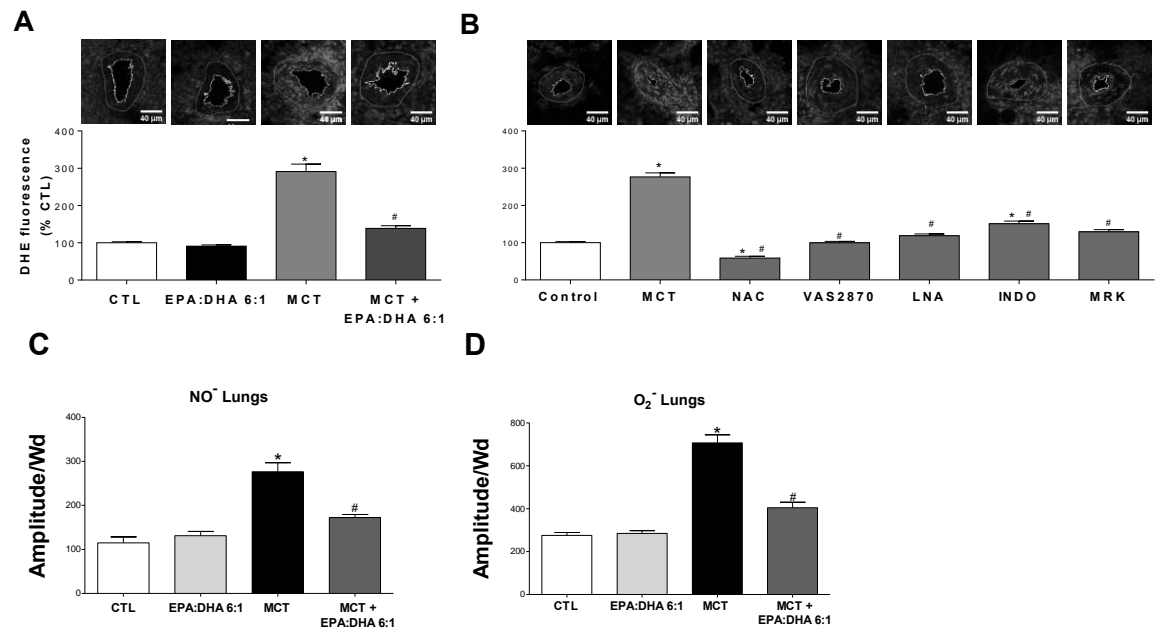 A
B
40 µm
40 µm
40 µm
40 µm
40 µm
40 µm
40 µm
40 µm
40 µm
40 µm
DHE fluorescence
(% CTL)
400
300
200
100
0
*
#
CTL
EPA:DHA 6:1
MCT
MCT +
EPA:DHA 6:1
400
300
200
100
0
*
* #
#
#
* #
#
Control
MCT
NAC
VAS2870
LNA
INDO
MRK
C
D
NO⁻ Lungs
Amplitude/Wd
400
300
200
100
0
*
#
CTL
EPA:DHA 6:1
MCT
MCT +
EPA:DHA 6:1
O₂⁻ Lungs
Amplitude/Wd
800
600
400
200
0
*
#
CTL
EPA:DHA 6:1
MCT
MCT +
EPA:DHA 6:1